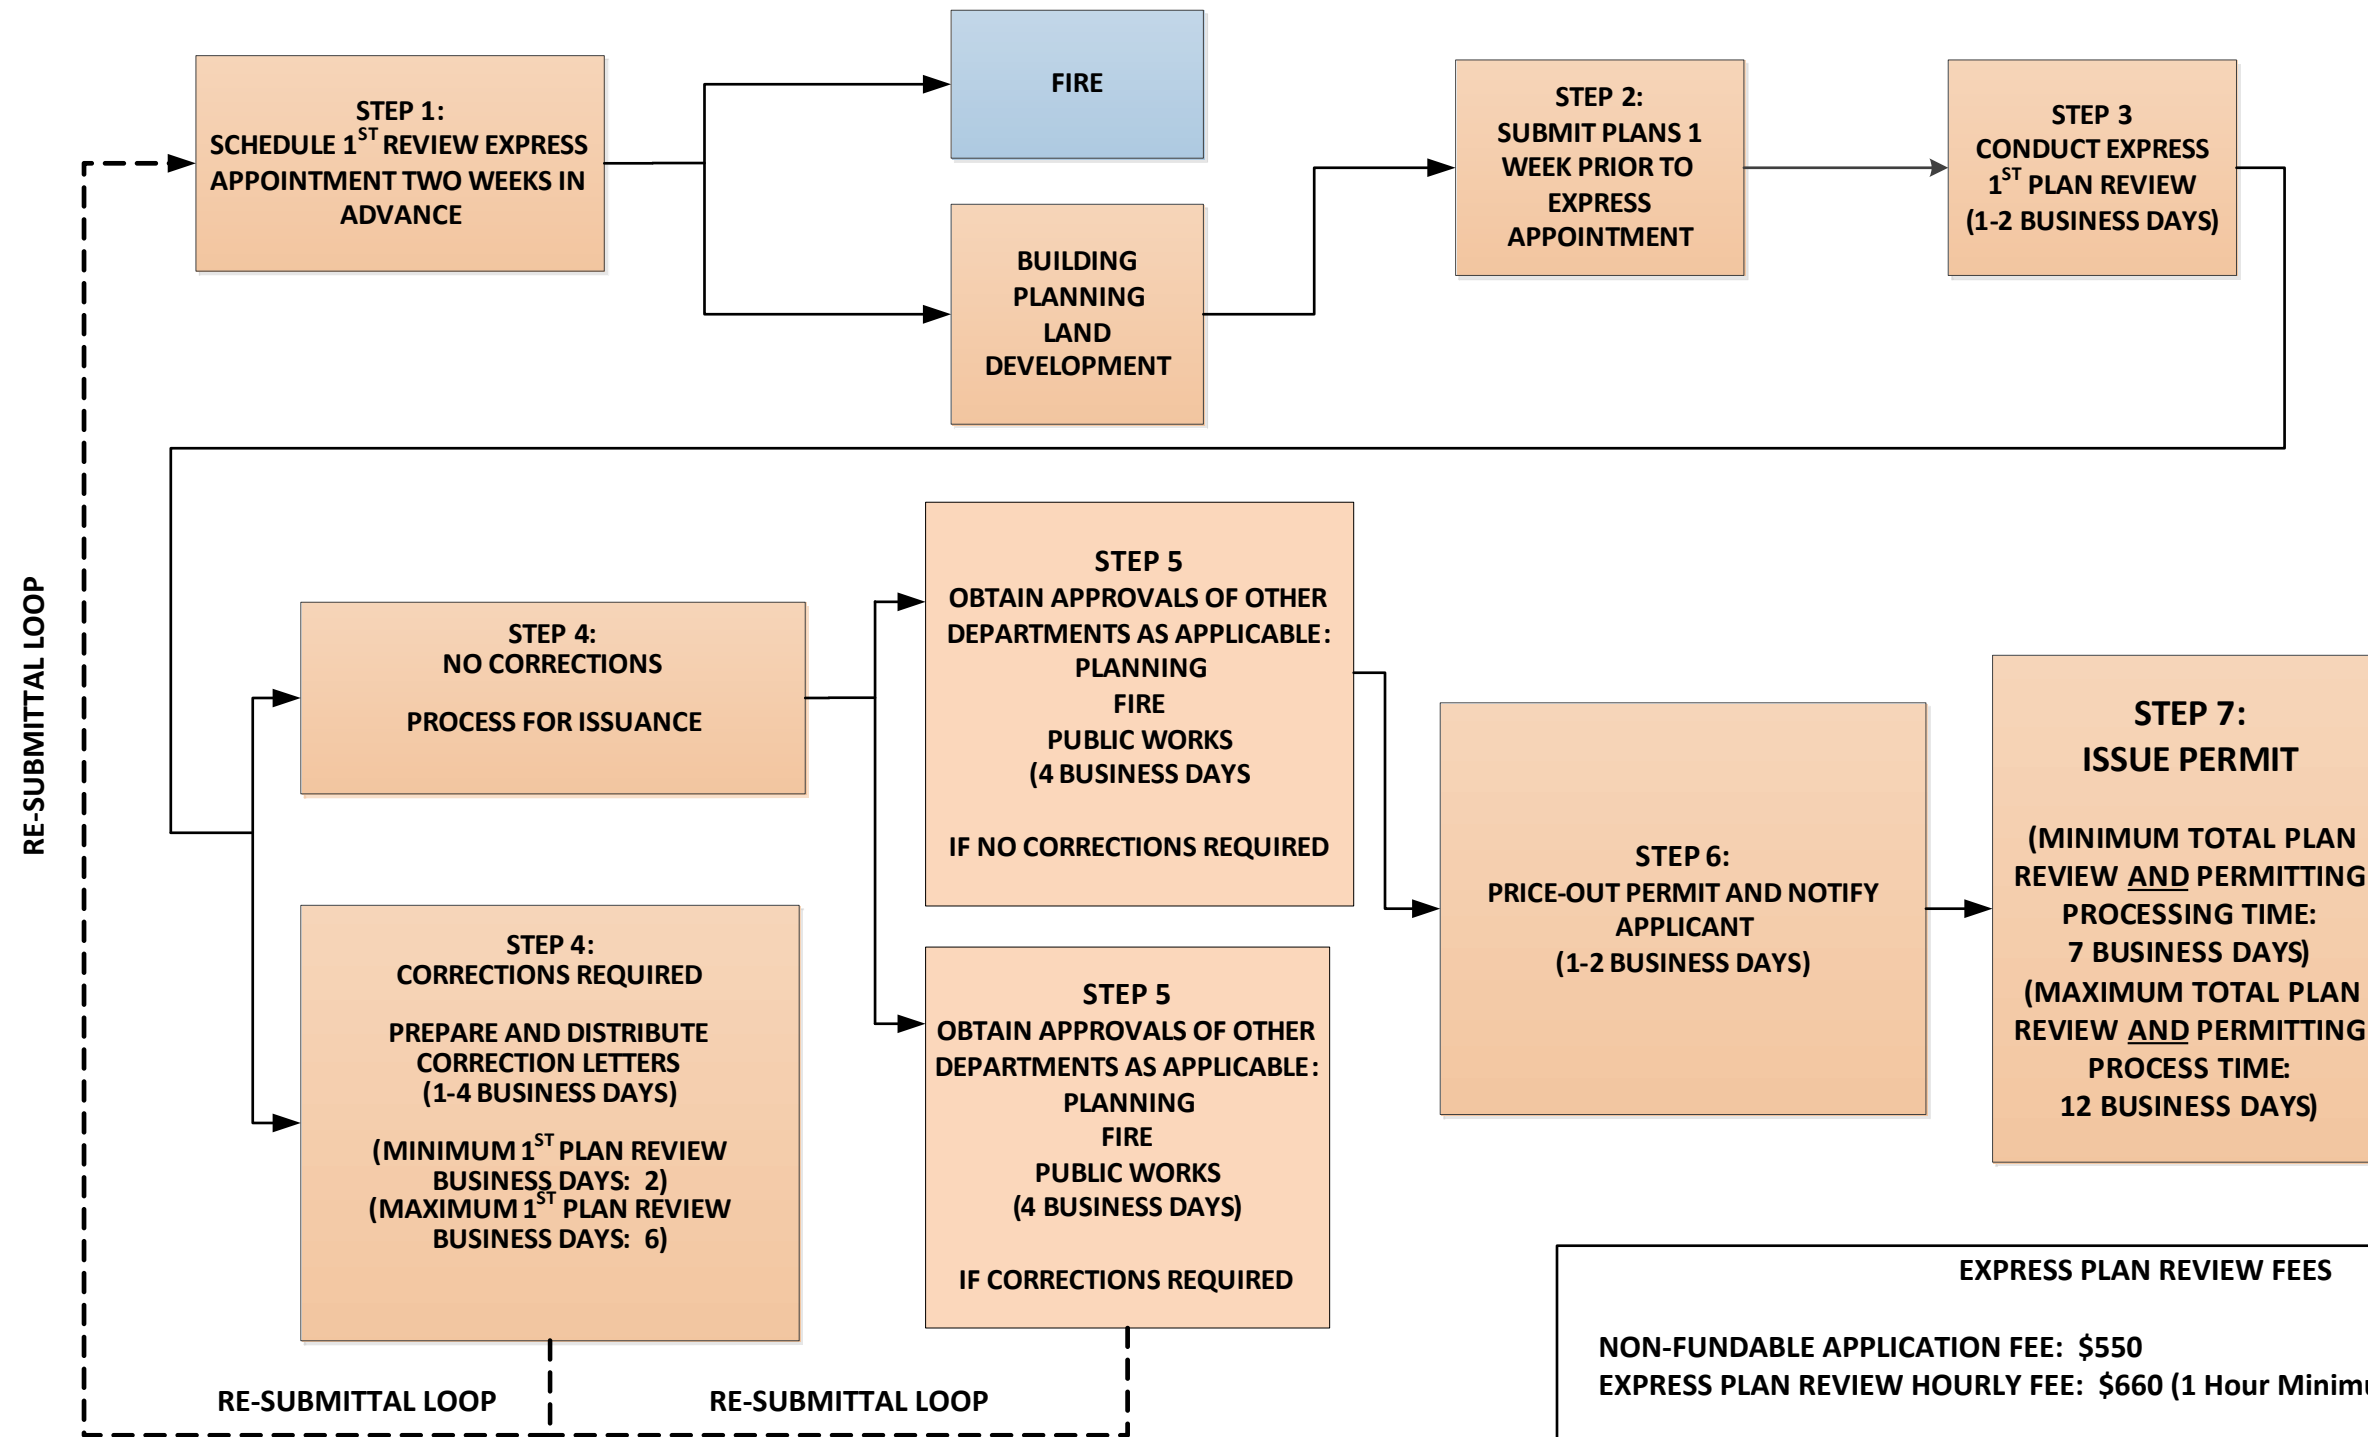 STEP 1:
SCHEDULE 1ST REVIEW EXPRESS
APPOINTMENT TWO WEEKS IN
ADVANCE
FIRE
BUILDING
PLANNING
LAND
DEVELOPMENT
STEP 2:
SUBMIT PLANS 1
WEEK PRIOR TO
EXPRESS
APPOINTMENT
STEP 3
CONDUCT EXPRESS
1ST PLAN REVIEW
(1-2 BUSINESS DAYS)
RE-SUBMITTAL LOOP
STEP 4:
NO CORRECTIONS
PROCESS FOR ISSUANCE
STEP 4:
CORRECTIONS REQUIRED
PREPARE AND DISTRIBUTE
CORRECTION LETTERS
(1-4 BUSINESS DAYS)
(MINIMUM 1ST PLAN REVIEW
BUSINESS DAYS: 2)
(MAXIMUM 1ST PLAN REVIEW
BUSINESS DAYS: 6)
STEP 5
OBTAIN APPROVALS OF OTHER
DEPARTMENTS AS APPLICABLE:
PLANNING
FIRE
PUBLIC WORKS
(4 BUSINESS DAYS
IF NO CORRECTIONS REQUIRED
STEP 5
OBTAIN APPROVALS OF OTHER
DEPARTMENTS AS APPLICABLE:
PLANNING
FIRE
PUBLIC WORKS
(4 BUSINESS DAYS)
IF CORRECTIONS REQUIRED
STEP 6:
PRICE-OUT PERMIT AND NOTIFY
APPLICANT
(1-2 BUSINESS DAYS)
STEP 7:
ISSUE PERMIT
(MINIMUM TOTAL PLAN
REVIEW AND PERMITTING
PROCESSING TIME:
7 BUSINESS DAYS)
(MAXIMUM TOTAL PLAN
REVIEW AND PERMITTING
PROCESS TIME:
12 BUSINESS DAYS)
RE-SUBMITTAL LOOP
RE-SUBMITTAL LOOP
EXPRESS PLAN REVIEW FEES
NON-FUNDABLE APPLICATION FEE: $550
EXPRESS PLAN REVIEW HOURLY FEE: $660 (1 Hour